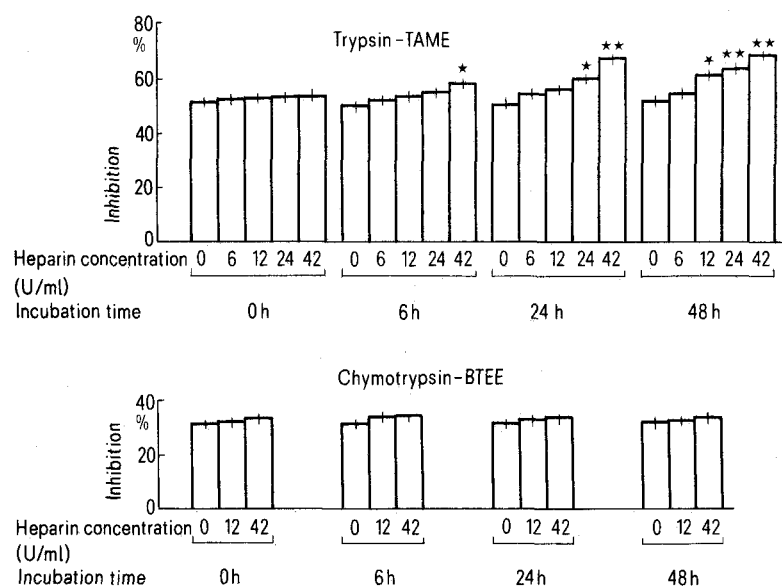 80
%
Trypsin-TAME
★ ★★ ★ ★★ ★★
60
★
40
20
0
Inhibition
Heparin concentration 0 6 12 24 42 0 6 12 24 42 0 6 12 24 42 0 6 12 24 42
(U/ml)
Incubation time 0h 6h 24h 48h
Chymotrypsin-BTEE
40
%
20
0
Inhibition
Heparin concentration 0 12 42 0 12 42 0 12 42 0 12 42
(U/ml)
Incubation time 0h 6h 24h 48h